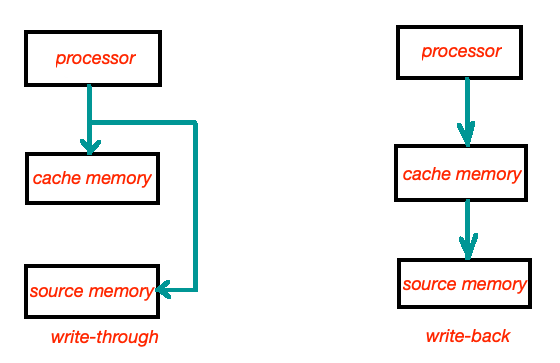 processor
cache memory
source memory
write-through
processor
cache memory
source memory
write-back